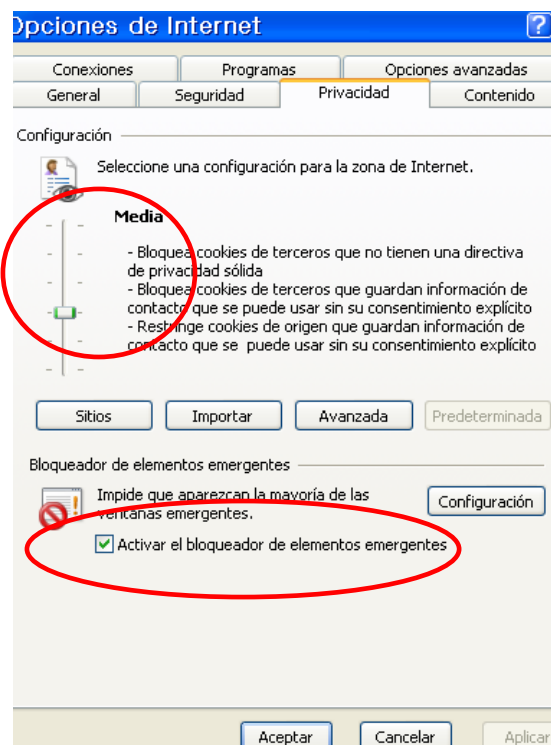 Opciones de Internet
Conexiones Programas Opciones avanzadas
General Seguridad Privacidad Contenido
Configuración
Seleccione una configuración para la zona de Internet.
Media
- Bloquea cookies de terceros que no tienen una directiva
de privacidad sólida
- Bloquea cookies de terceros que guardan información de
contacto que se puede usar sin su consentimiento explícito
- Restringe cookies de origen que guardan información de
contacto que se puede usar sin su consentimiento explícito
Sitios Importar Avanzada Predeterminada
Bloqueador de elementos emergentes
Impide que aparezcan la mayoría de las
ventanas emergentes.
Configuración
Activar el bloqueador de elementos emergentes
Aceptar Cancelar Aplicar